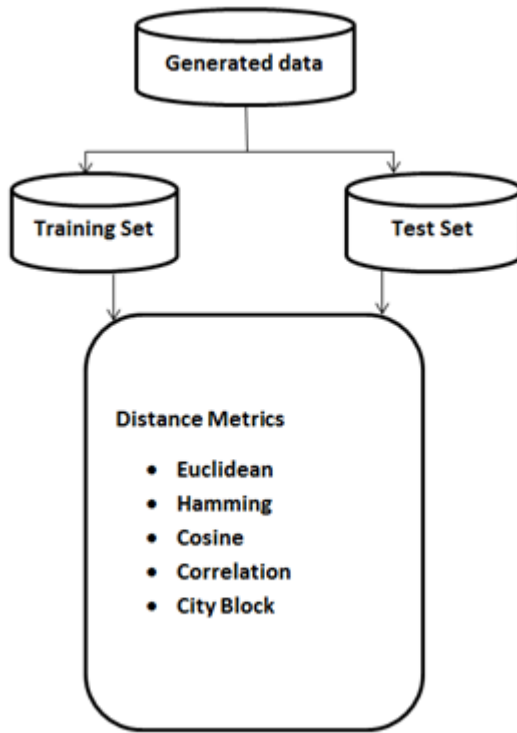 Generated data
Training Set
Test Set
Distance Metrics
• Euclidean
• Hamming
• Cosine
• Correlation
• City Block